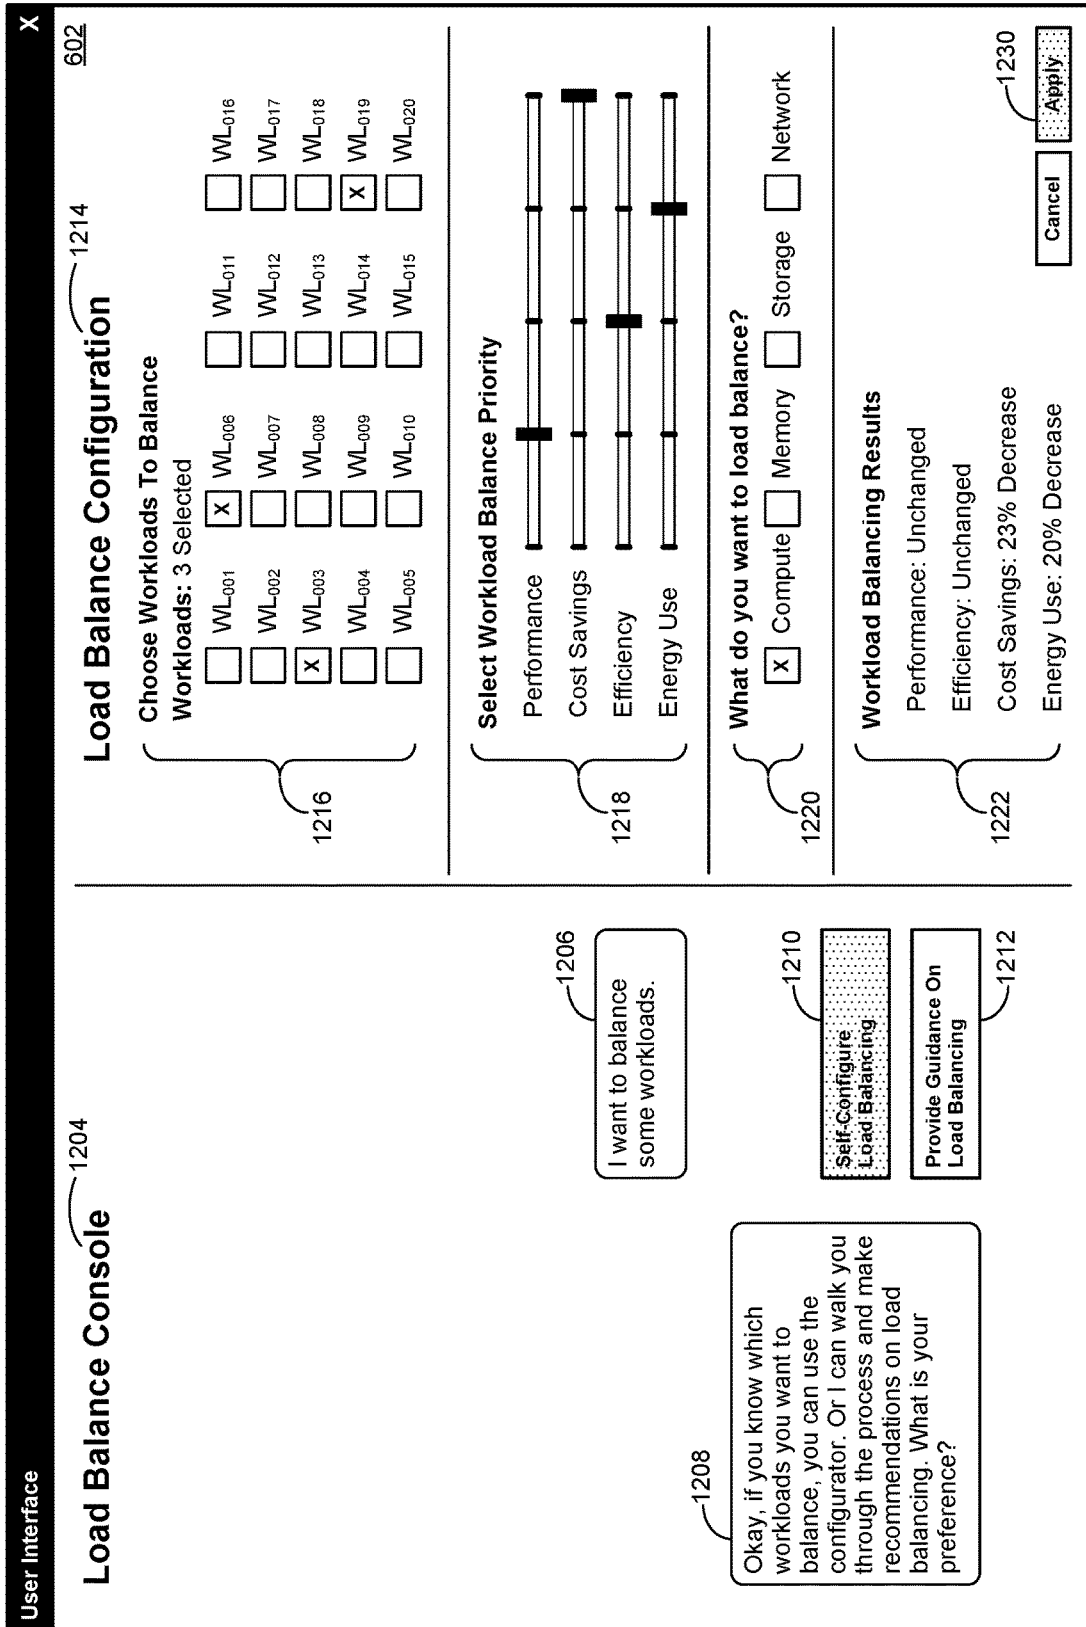 User Interface
X
602
Load Balance Console
1204
1206
I want to balance
some workloads.
1208
Okay, if you know which
workloads you want to
balance, you can use the
configurator. Or I can walk you
through the process and make
recommendations on load
balancing. What is your
preference?
1210
Self-Configure
Load Balancing
Provide Guidance On
Load Balancing
1212
Load Balance Configuration
1214
Choose Workloads To Balance
Workloads: 3 Selected
1216
WL001 X WL006 WL011 WL016
WL002 WL007 WL012 WL017
X WL003 WL008 WL013 WL018
WL004 WL009 WL014 X WL019
WL005 WL010 WL015 WL020
Select Workload Balance Priority
1218
Performance
Cost Savings
Efficiency
Energy Use
What do you want to load balance?
1220
X Compute Memory Storage Network
Workload Balancing Results
1222
Performance: Unchanged
Efficiency: Unchanged
Cost Savings: 23% Decrease
Energy Use: 20% Decrease
1230
Cancel Apply